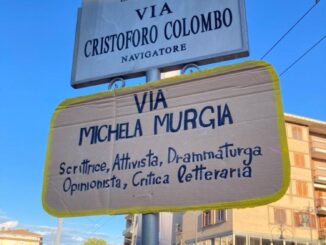 VIA
CRISTOFORO COLOMBO
NAVIGATORE
VIA
MICHELA MURGIA
Scrittrice, Attivista, Drammaturga
Opinionista, Critica Letteraria